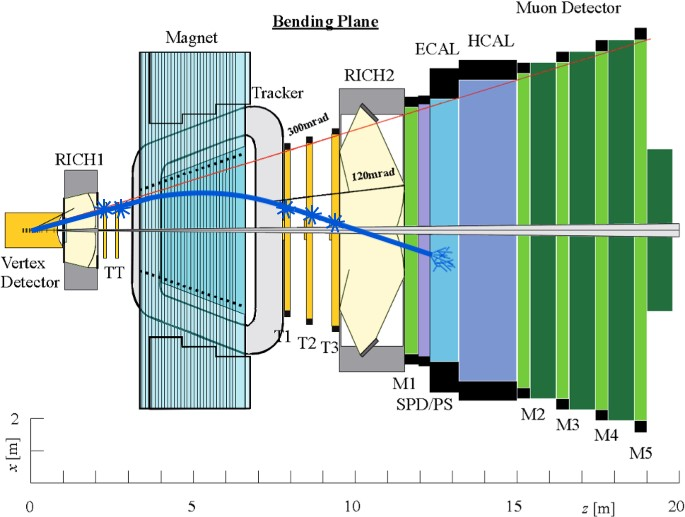 Bending Plane
Muon Detector
Magnet
ECAL
HCAL
RICH2
Tracker
300mrad
RICH1
120mrad
Vertex
Detector
TT
T1
T2
T3
M1
SPD/PS
M2
M3
M4
M5
2
x [m]
0
5
10
15
z [m]
20